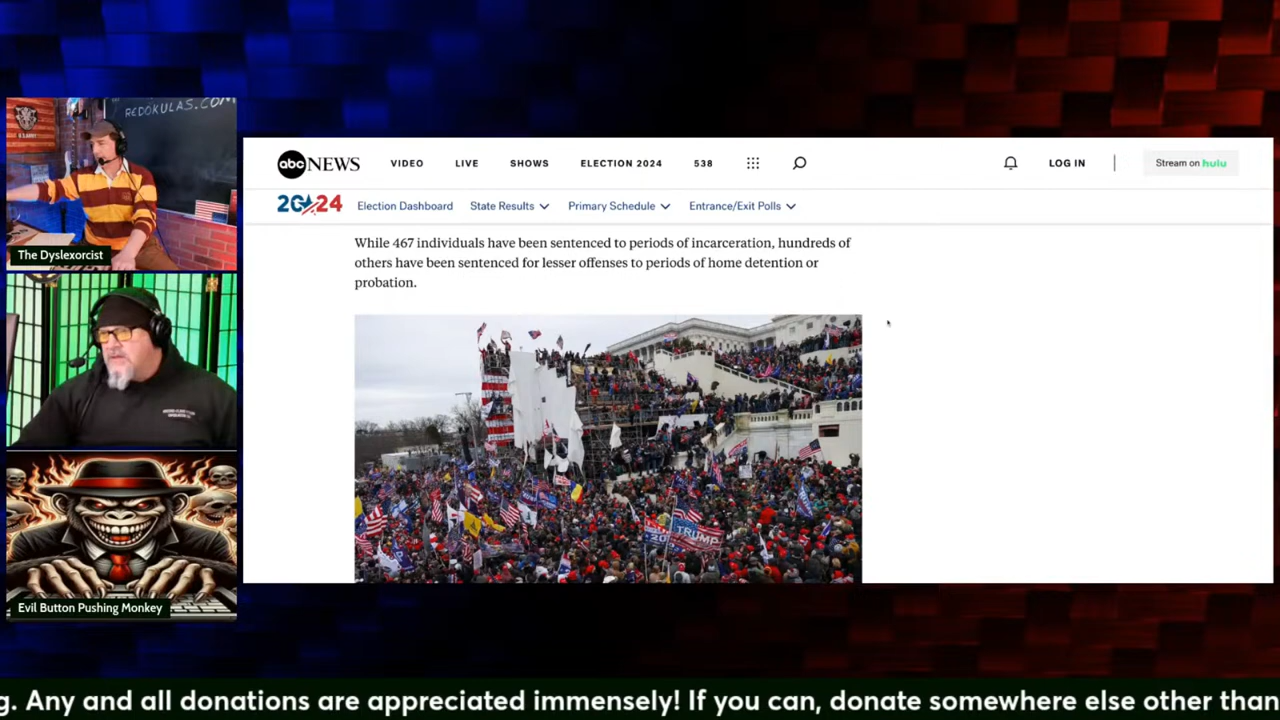 REDOKULAS.COM
The Dyslexorcist
Evil Button Pushing Monkey
abc NEWS VIDEO LIVE SHOWS ELECTION 2024 538 LOG IN Stream on hulu
2024 Election Dashboard State Results Primary Schedule Entrance/Exit Polls
While 467 individuals have been sentenced to periods of incarceration, hundreds of
others have been sentenced for lesser offenses to periods of home detention or
probation.
TRUMP
g. Any and all donations are appreciated immensely! If you can, donate somewhere else other than